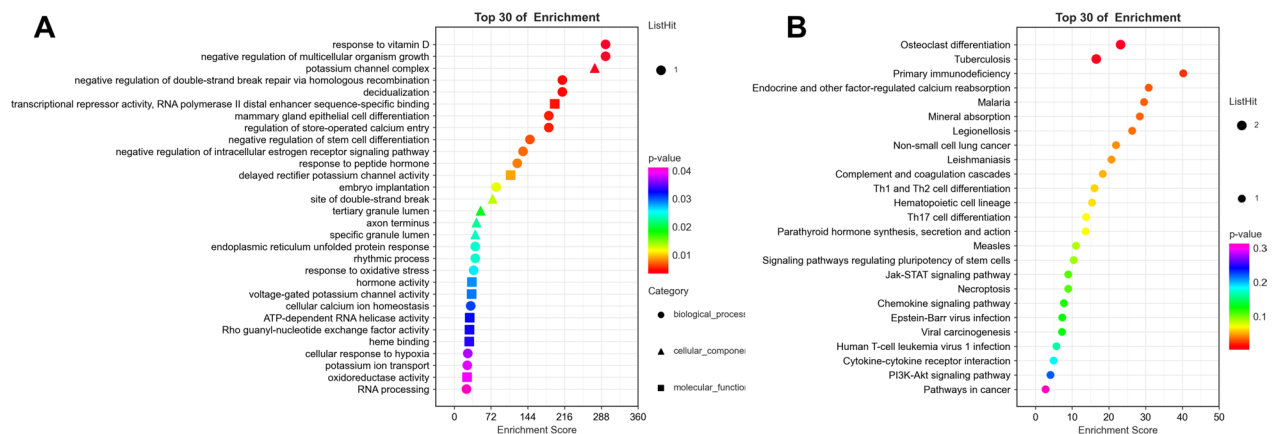 A
Top 30 of Enrichment
response to vitamin D
negative regulation of multicellular organism growth
potassium channel complex
negative regulation of double-strand break repair via homologous recombination
decidualization
transcriptional repressor activity, RNA polymerase II distal enhancer sequence-specific binding
mammary gland epithelial cell differentiation
regulation of store-operated calcium entry
negative regulation of stem cell differentiation
negative regulation of intracellular estrogen receptor signaling pathway
response to peptide hormone
delayed rectifier potassium channel activity
embryo implantation
site of double-strand break
tertiary granule lumen
axon terminus
specific granule lumen
endoplasmic reticulum unfolded protein response
rhythmic process
response to oxidative stress
hormone activity
voltage-gated potassium channel activity
cellular calcium ion homeostasis
ATP-dependent RNA helicase activity
Rho guanyl-nucleotide exchange factor activity
heme binding
cellular response to hypoxia
potassium ion transport
oxidoreductase activity
RNA processing
0 72 144 216 288 360
Enrichment Score
ListHit
1
p-value
0.04
0.03
0.02
0.01
Category
biological_process
cellular_componen
molecular_function
B
Top 30 of Enrichment
Osteoclast differentiation
Tuberculosis
Primary immunodeficiency
Endocrine and other factor-regulated calcium reabsorption
Malaria
Mineral absorption
Legionellosis
Non-small cell lung cancer
Leishmaniasis
Complement and coagulation cascades
Th1 and Th2 cell differentiation
Hematopoietic cell lineage
Th17 cell differentiation
Parathyroid hormone synthesis, secretion and action
Measles
Signaling pathways regulating pluripotency of stem cells
Jak-STAT signaling pathway
Necroptosis
Chemokine signaling pathway
Epstein-Barr virus infection
Viral carcinogenesis
Human T-cell leukemia virus 1 infection
Cytokine-cytokine receptor interaction
PI3K-Akt signaling pathway
Pathways in cancer
0 10 20 30 40 50
Enrichment Score
ListHit
2
1
p-value
0.3
0.2
0.1